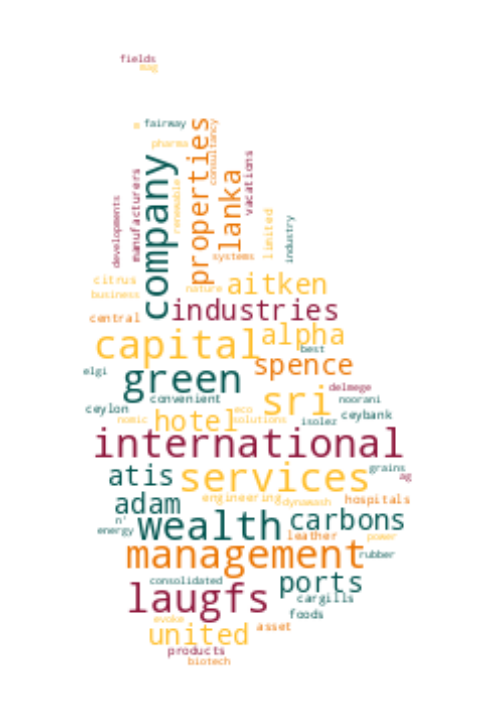 fields
mag
e fairway
pharma
properties
consultancy
company
manufacturers
developments
renewable
lanka
vacations
limited
industry
systems
citrus
business
nature
aitken
central
industries
capital
alpha
best
elgi
green
spence
convenient
sri
delmege
noorani
ceylon
nomic
hotel
eco
solutions
isolez
ceybank
international
atis
services
grains
ag
adam
engineering
dynawash
hospitals
n'
energy
wealth
carbons
leather
power
management
rubber
consolidated
ports
laugfs
cargills
foods
evoke
united
asset
products
biotech